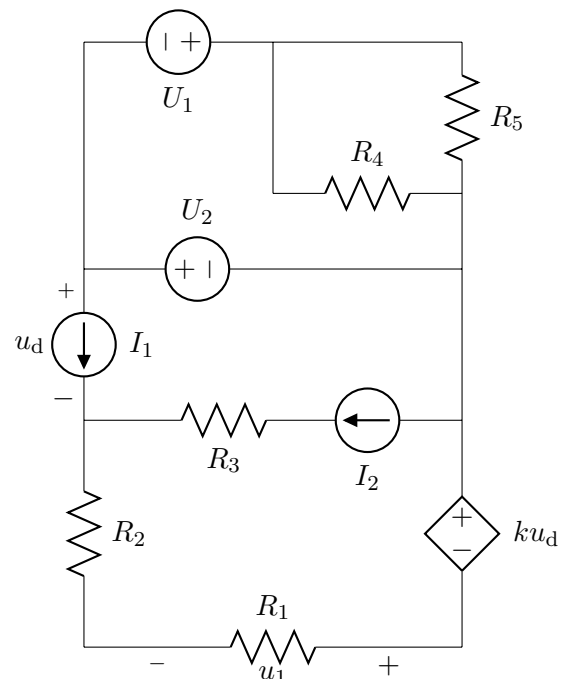 U1
R5
R4
U2
+
ud
I1
−
R3
I2
R2
+
−
kud
R1
−
u1
+